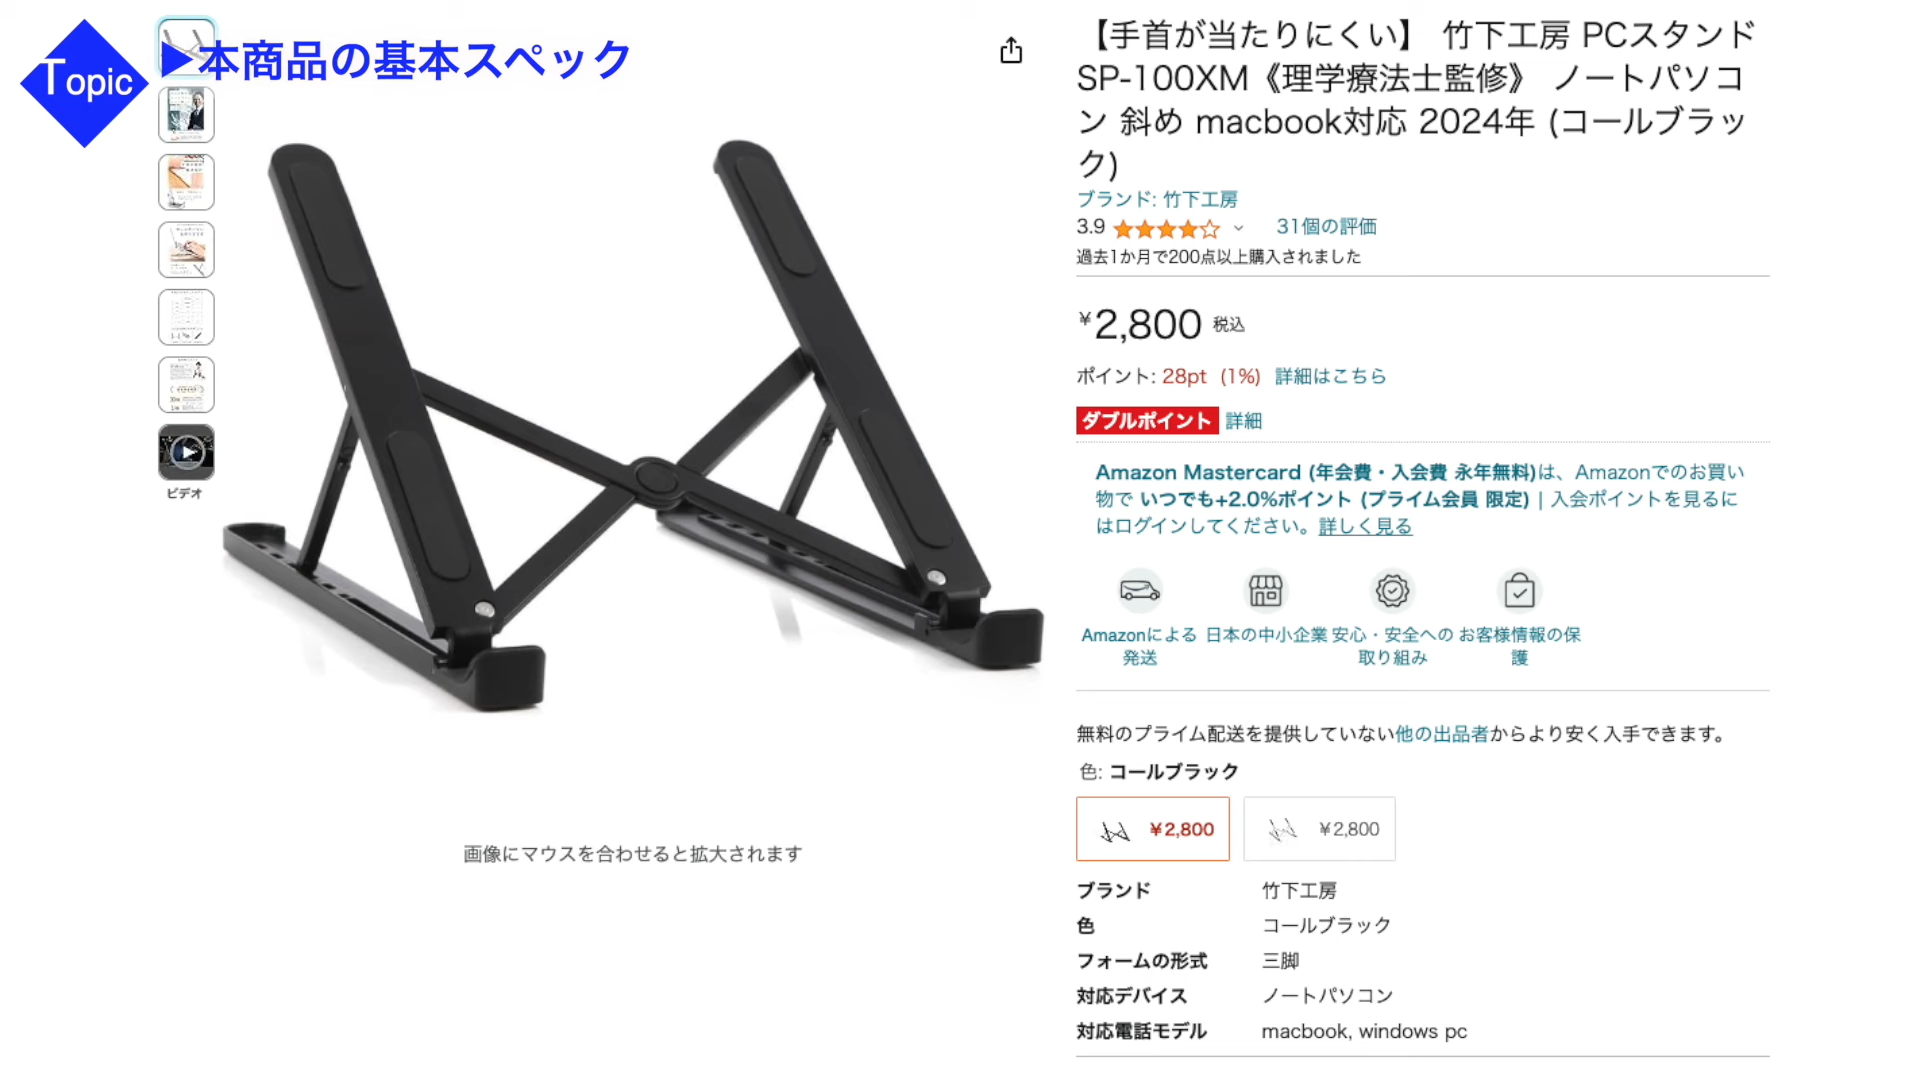 Topic
▶本商品の基本スペック
ビデオ
画像にマウスを合わせると拡大されます
【手首が当たりにくい】 竹下工房 PCスタンド
SP-100XM《理学療法士監修》 ノートパソコ
ン 斜め macbook対応 2024年 (コールブラッ
ク)
ブランド: 竹下工房
3.9 31個の評価
過去1か月で200点以上購入されました
¥2,800 税込
ポイント: 28pt (1%) 詳細はこちら
ダブルポイント 詳細
Amazon Mastercard (年会費・入会費 永年無料)は、Amazonでのお買い
物で いつでも+2.0%ポイント (プライム会員 限定) | 入会ポイントを見るに
はログインしてください。詳しく見る
Amazonによる
発送
日本の中小企業
安心・安全への
取り組み
お客様情報の保
護
無料のプライム配送を提供していない他の出品者からより安く入手できます。
色: コールブラック
¥2,800
¥2,800
ブランド 竹下工房
色 コールブラック
フォームの形式 三脚
対応デバイス ノートパソコン
対応電話モデル macbook, windows pc